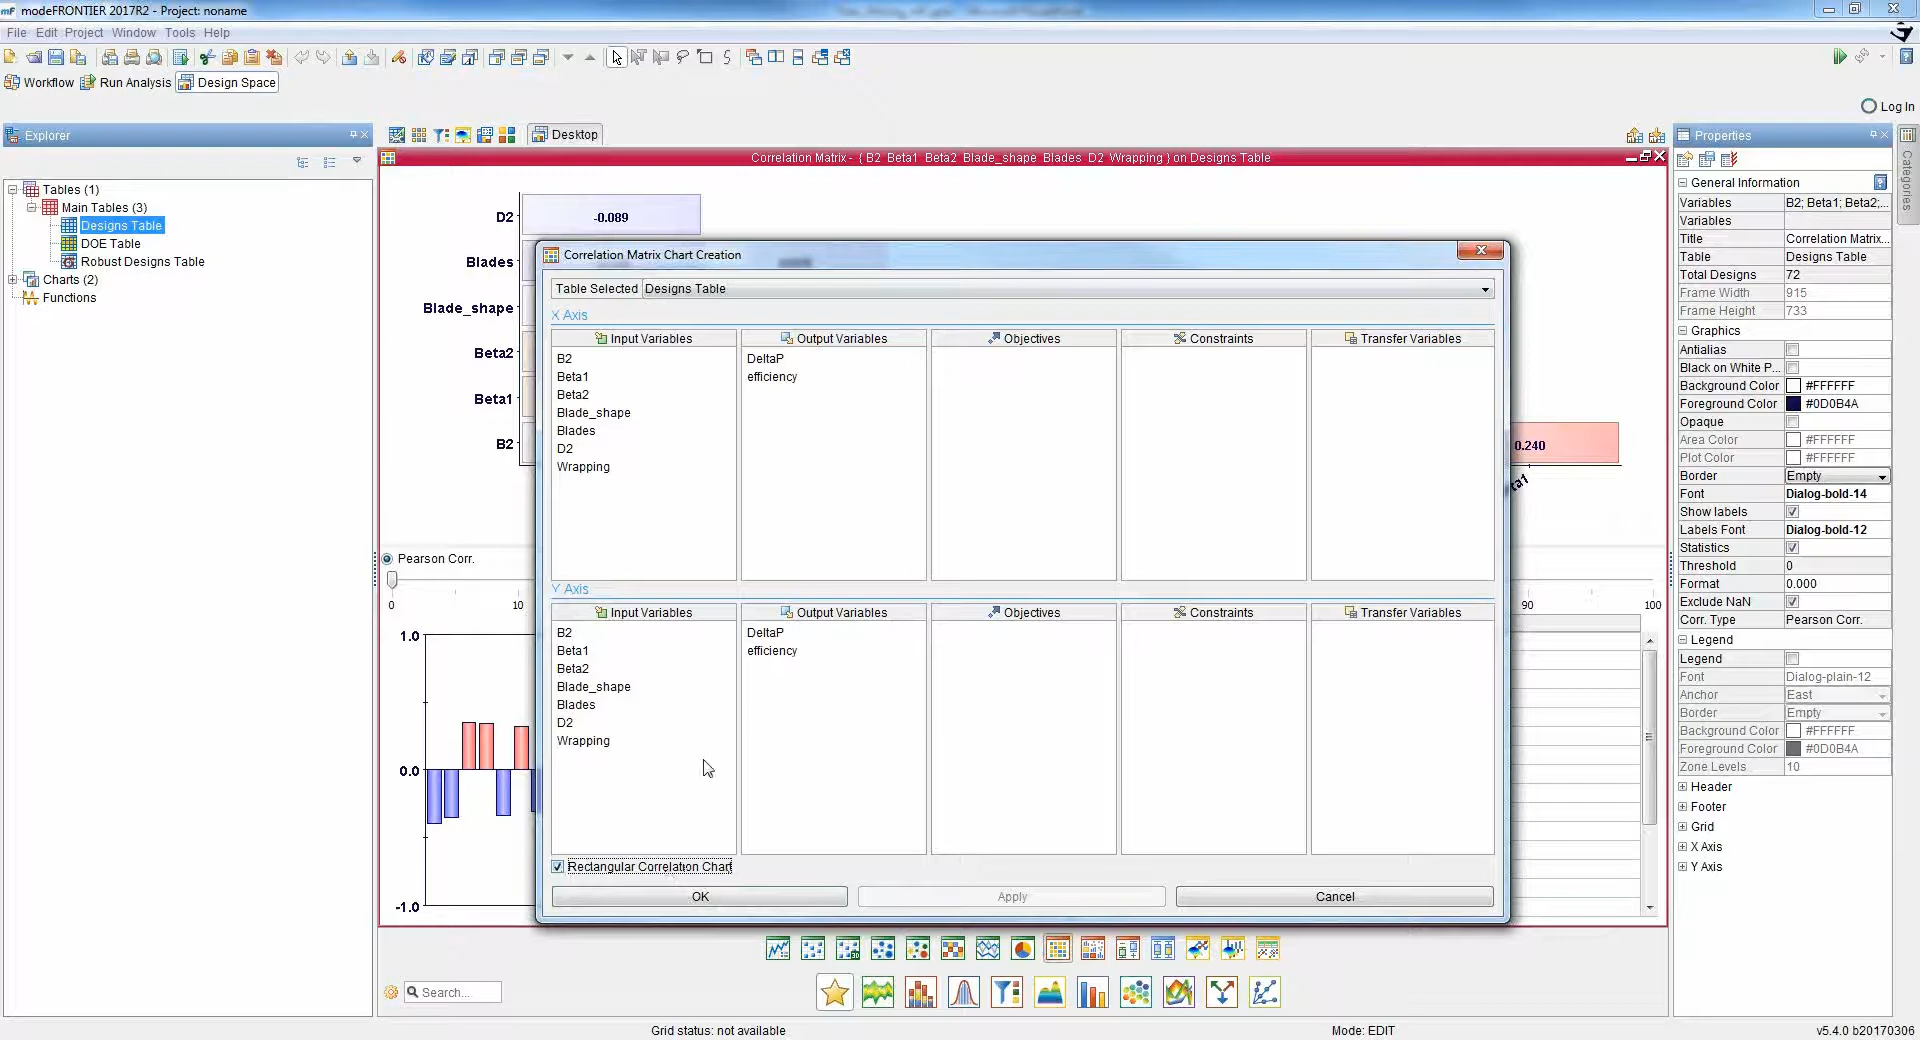 modeFRONTIER 2017R2 - Project: noname
File Edit Project Window Tools Help
Workflow Run Analysis Design Space
Log In
Explorer
Desktop
Properties
Categories
Correlation Matrix - { B2 Beta1 Beta2 Blade_shape Blades D2 Wrapping } on Designs Table
Tables (1)
Main Tables (3)
Designs Table
DOE Table
Robust Designs Table
Charts (2)
Functions
D2
-0.089
Blades
Blade_shape
Beta2
Beta1
B2
0.240
ta1
Pearson Corr.
0
10
90
100
1.0
0.0
-1.0
Correlation Matrix Chart Creation
Table Selected Designs Table
X Axis
Input Variables Output Variables Objectives Constraints Transfer Variables
B2 DeltaP
Beta1 efficiency
Beta2
Blade_shape
Blades
D2
Wrapping
Y Axis
Input Variables Output Variables Objectives Constraints Transfer Variables
B2 DeltaP
Beta1 efficiency
Beta2
Blade_shape
Blades
D2
Wrapping
Rectangular Correlation Chart
OK Apply Cancel
General Information
Variables B2; Beta1; Beta2;...
Variables
Title Correlation Matrix...
Table Designs Table
Total Designs 72
Frame Width 915
Frame Height 733
Graphics
Antialias
Black on White P...
Background Color #FFFFFF
Foreground Color #0D0B4A
Opaque
Area Color #FFFFFF
Plot Color #FFFFFF
Border Empty
Font Dialog-bold-14
Show labels
Labels Font Dialog-bold-12
Statistics
Threshold 0
Format 0.000
Exclude NaN
Corr. Type Pearson Corr.
Legend
Legend
Font Dialog-plain-12
Anchor East
Border Empty
Background Color #FFFFFF
Foreground Color #0D0B4A
Zone Levels 10
Header
Footer
Grid
X Axis
Y Axis
Search...
Grid status: not available
Mode: EDIT
v5.4.0 b20170306